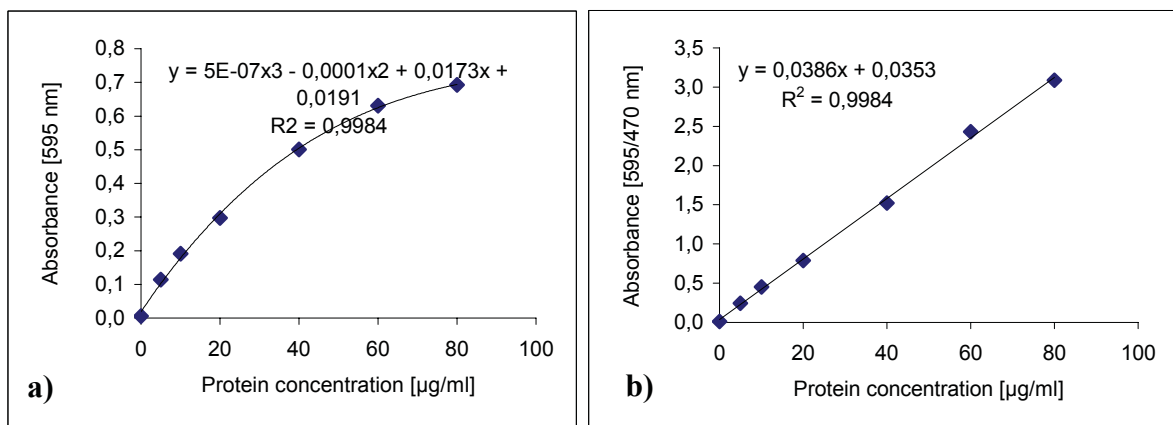 y = 5E-07x3 - 0,0001x2 + 0,0173x +
0,0191
R2 = 0,9984
0,8
0,7
0,6
0,5
0,4
0,3
0,2
0,1
0,0
0 20 40 60 80 100
Absorbance [595 nm]
Protein concentration [µg/ml]
a)
y = 0,0386x + 0,0353
R² = 0,9984
3,5
3,0
2,5
2,0
1,5
1,0
0,5
0,0
0 20 40 60 80 100
Absorbance [595/470 nm]
Protein concentration [µg/ml]
b)